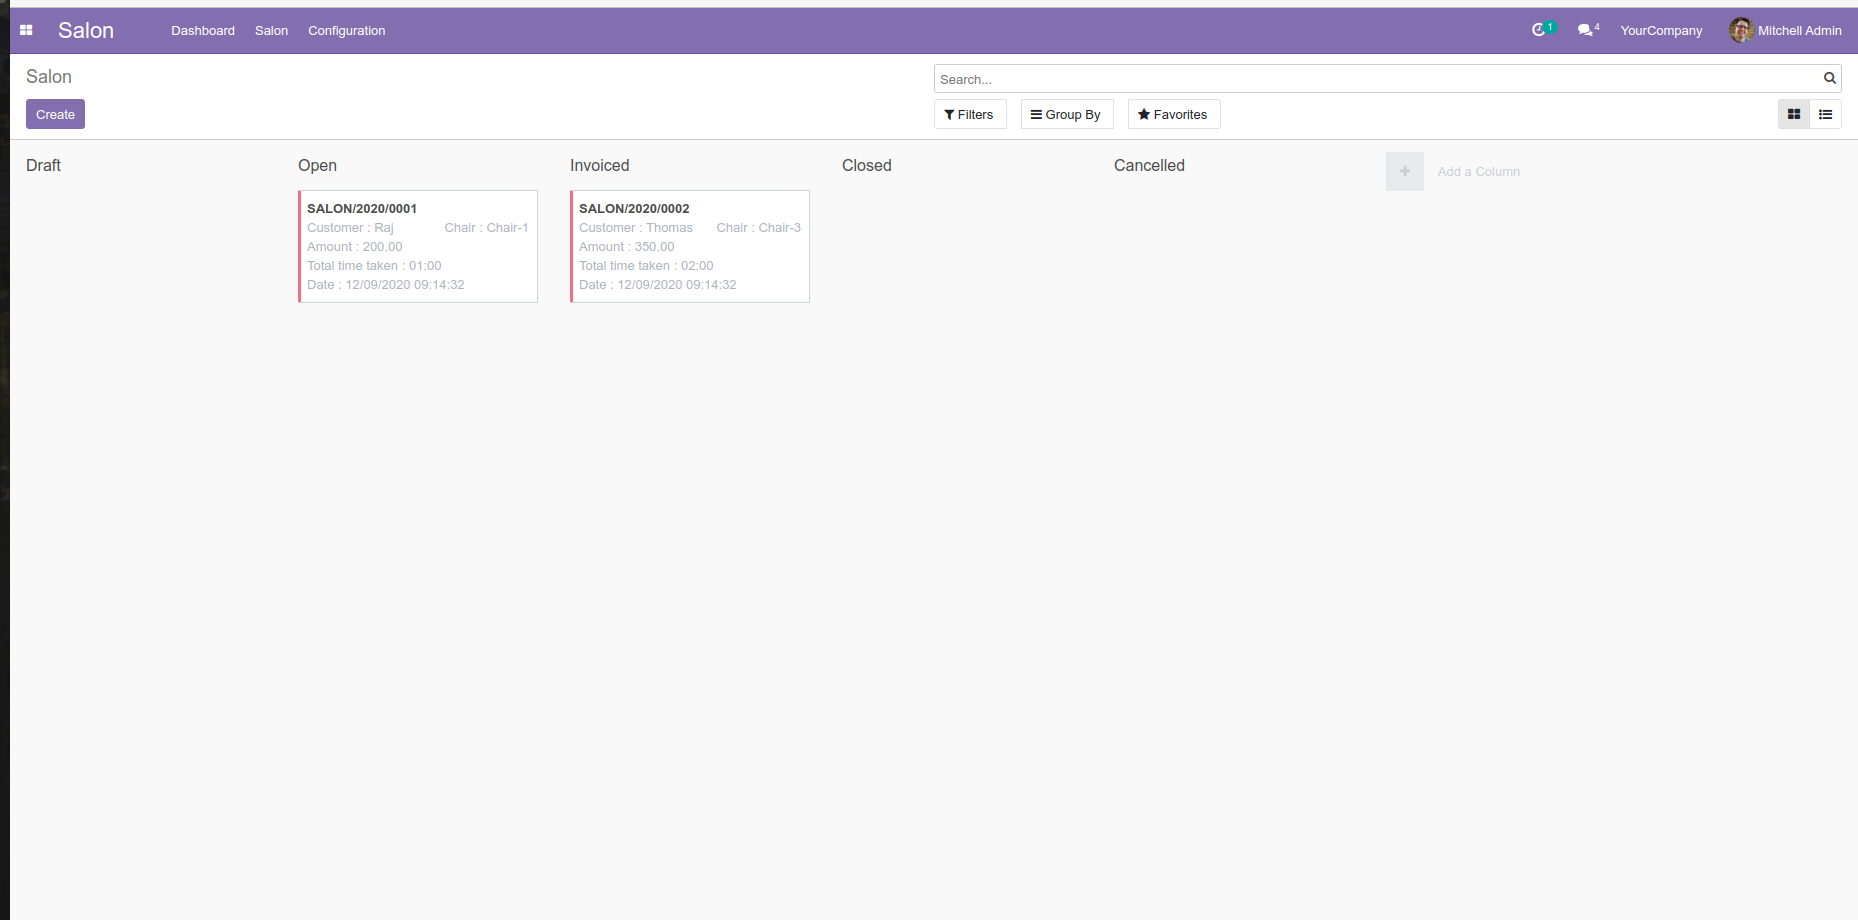 Salon Dashboard Salon Configuration 1 4 YourCompany Mitchell Admin
Salon
Search...
Create
Filters Group By Favorites
Draft Open Invoiced Closed Cancelled + Add a Column
SALON/2020/0001
Customer : Raj Chair : Chair-1
Amount : 200.00
Total time taken : 01:00
Date : 12/09/2020 09:14:32
SALON/2020/0002
Customer : Thomas Chair : Chair-3
Amount : 350.00
Total time taken : 02:00
Date : 12/09/2020 09:14:32